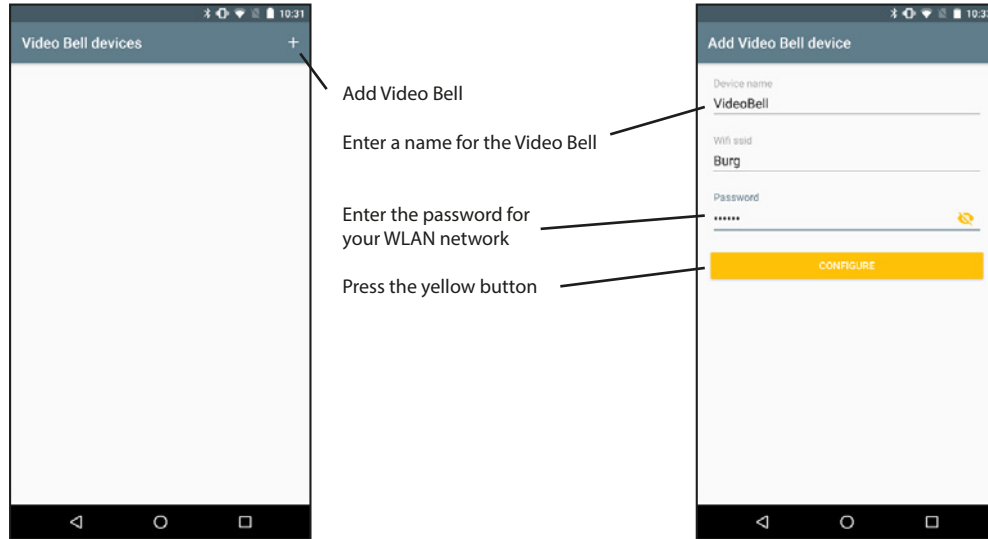 10:31
Video Bell devices +
Add Video Bell
Enter a name for the Video Bell
Enter the password for
your WLAN network
Press the yellow button
Add Video Bell device
Device name
VideoBell
Wifi ssid
Burg
Password
••••••
CONFIGURE